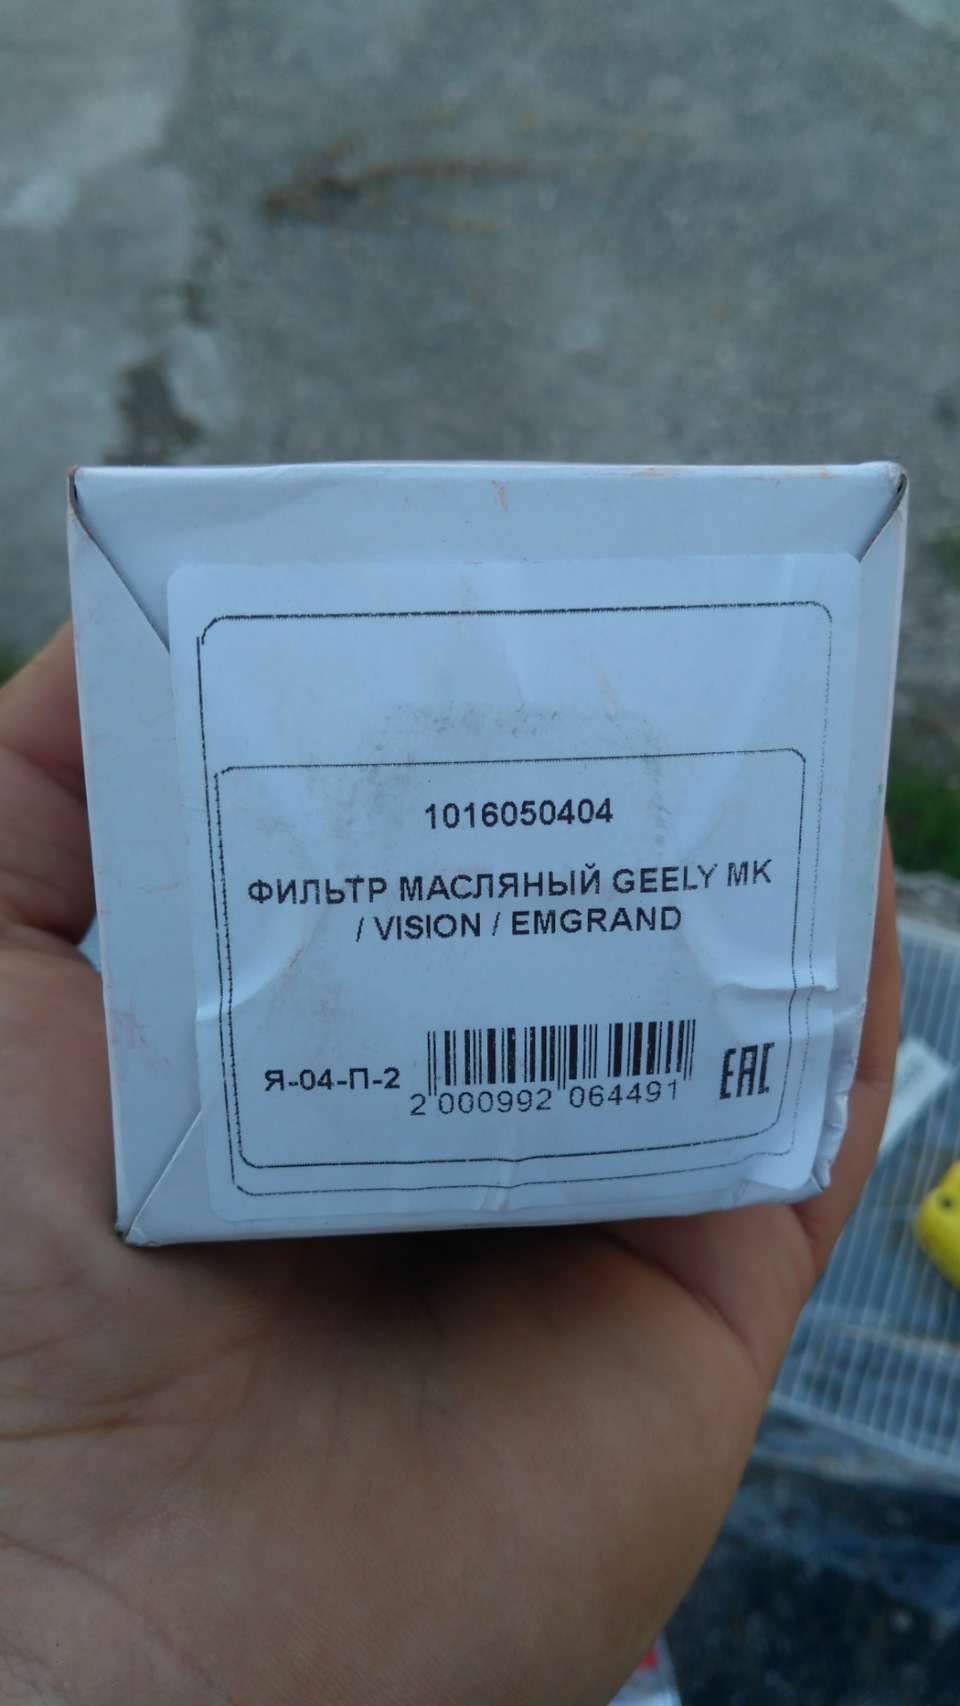 1016050404
ФИЛЬТР МАСЛЯНЫЙ GEELY MK
/ VISION / EMGRAND
Я-04-П-2
2 000992 064491
EAC